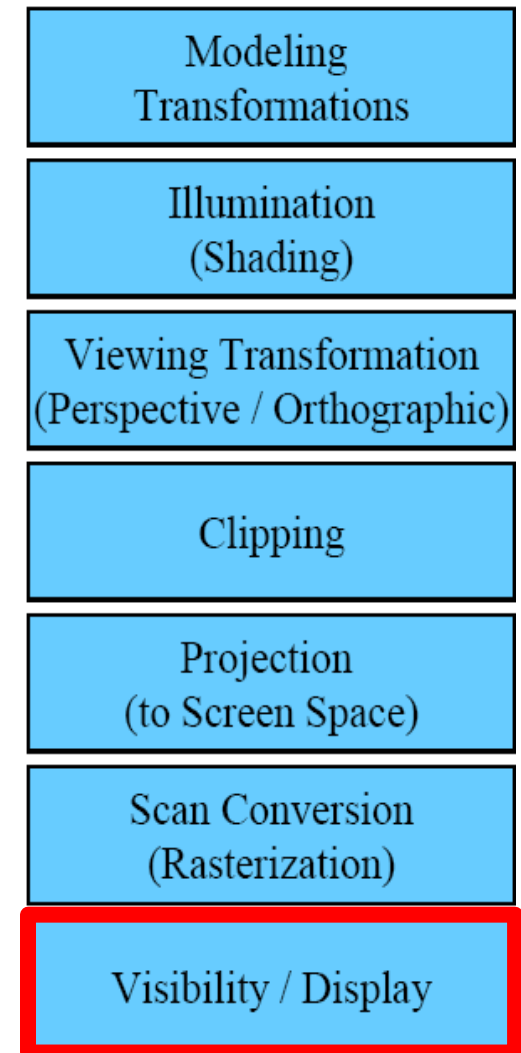 Modeling
Transformations
Illumination
(Shading)
Viewing Transformation
(Perspective / Orthographic)
Clipping
Projection
(to Screen Space)
Scan Conversion
(Rasterization)
Visibility / Display